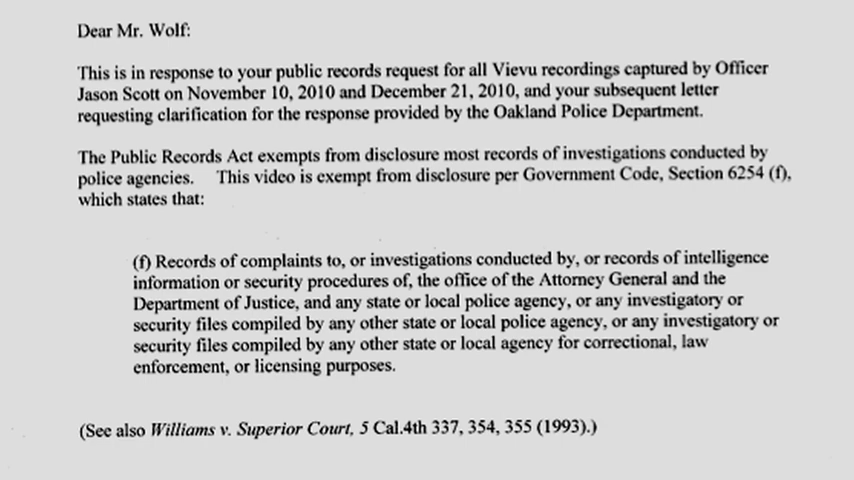 Dear Mr. Wolf:
This is in response to your public records request for all Vievu recordings captured by Officer
Jason Scott on November 10, 2010 and December 21, 2010, and your subsequent letter
requesting clarification for the response provided by the Oakland Police Department.
The Public Records Act exempts from disclosure most records of investigations conducted by
police agencies. This video is exempt from disclosure per Government Code, Section 6254 (f),
which states that:
(f) Records of complaints to, or investigations conducted by, or records of intelligence
information or security procedures of, the office of the Attorney General and the
Department of Justice, and any state or local police agency, or any investigatory or
security files compiled by any other state or local police agency, or any investigatory or
security files compiled by any other state or local agency for correctional, law
enforcement, or licensing purposes.
(See also Williams v. Superior Court, 5 Cal.4th 337, 354, 355 (1993).)